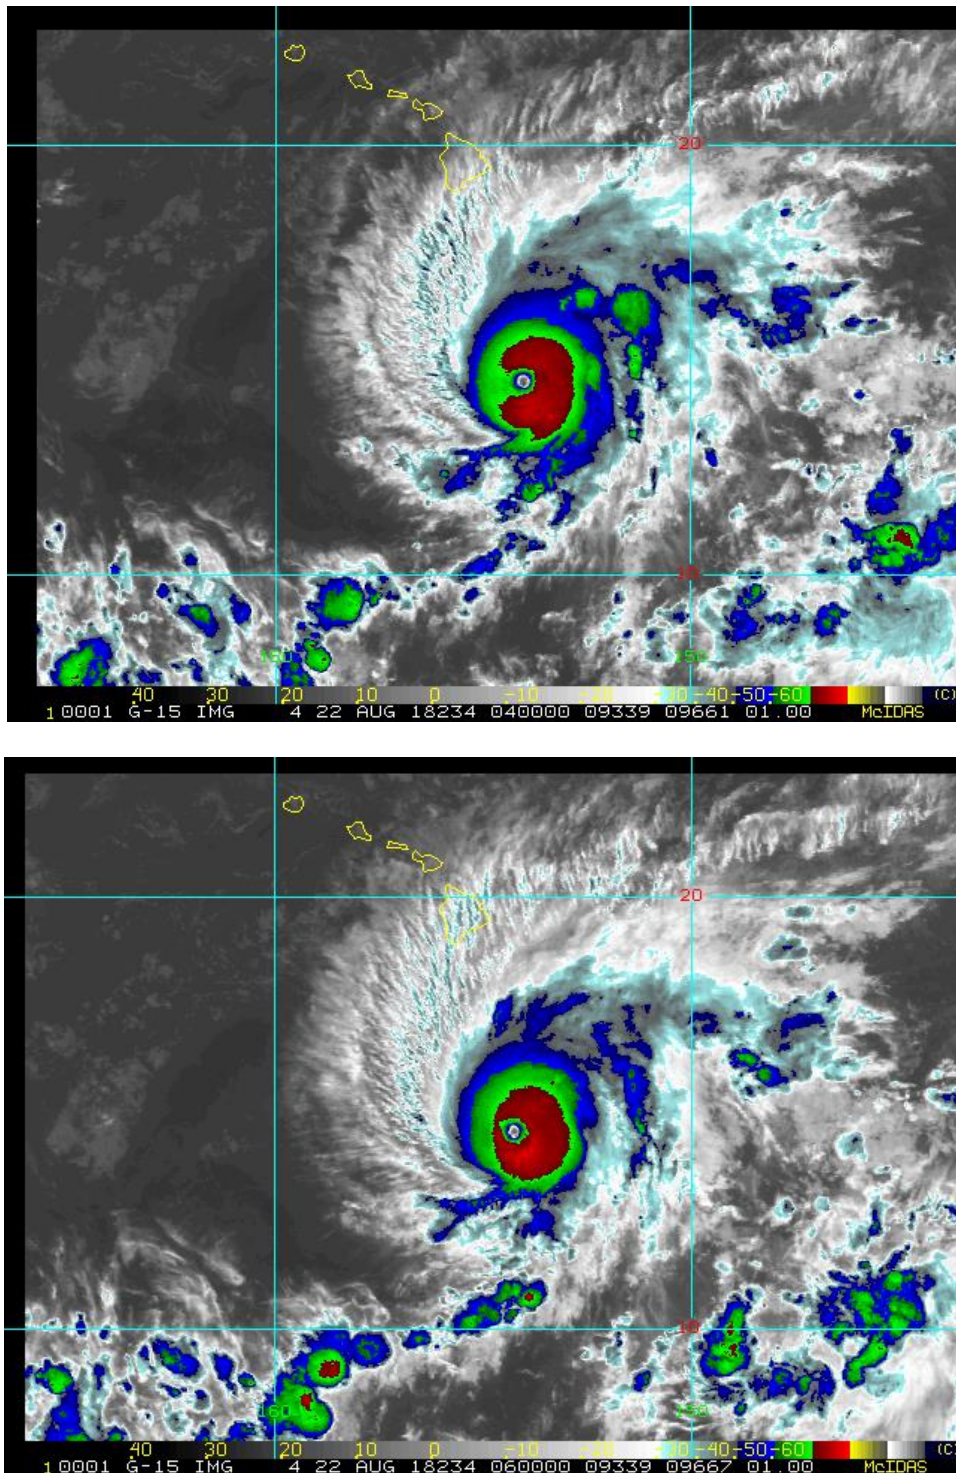 20
10
160 150
40 30 20 10 0 -10 -20 -30 -40 -50 -60 (C)
1 0001 G-15 IMG 4 22 AUG 18234 040000 09339 09661 01.00 McIDAS
20
10
160 150
40 30 20 10 0 -10 -20 -30 -40 -50 -60 (C)
1 0001 G-15 IMG 4 22 AUG 18234 060000 09339 09667 01.00 McIDAS